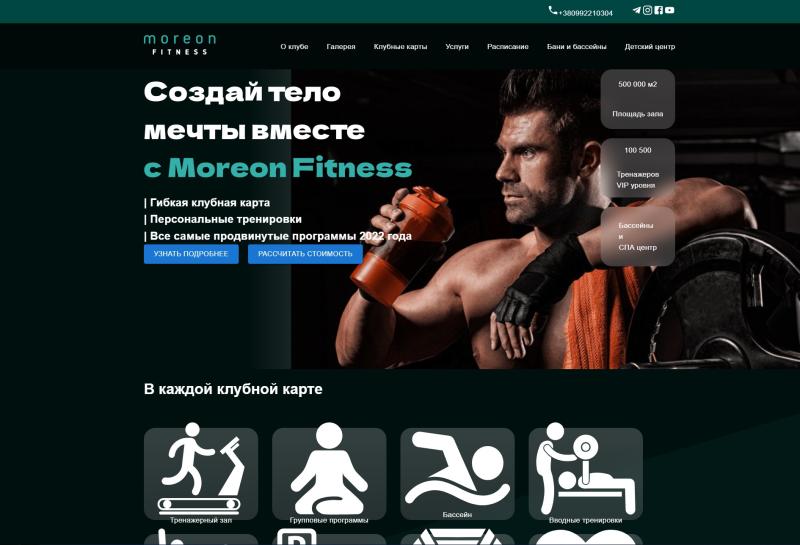 +380992210304
moreon
FITNESS
О клубе
Галерея
Клубные карты
Услуги
Расписание
Бани и бассейны
Детский центр
Создай тело
мечты вместе
с Moreon Fitness
| Гибкая клубная карта
| Персональные тренировки
| Все самые продвинутые программы 2022 года
УЗНАТЬ ПОДРОБНЕЕ
РАССЧИТАТЬ СТОИМОСТЬ
500 000 м2
Площадь зала
100 500
Тренажеров
VIP уровня
Бассейны
и
СПА центр
В каждой клубной карте
Тренажерный зал
Групповые программы
Бассейн
Вводные тренировки